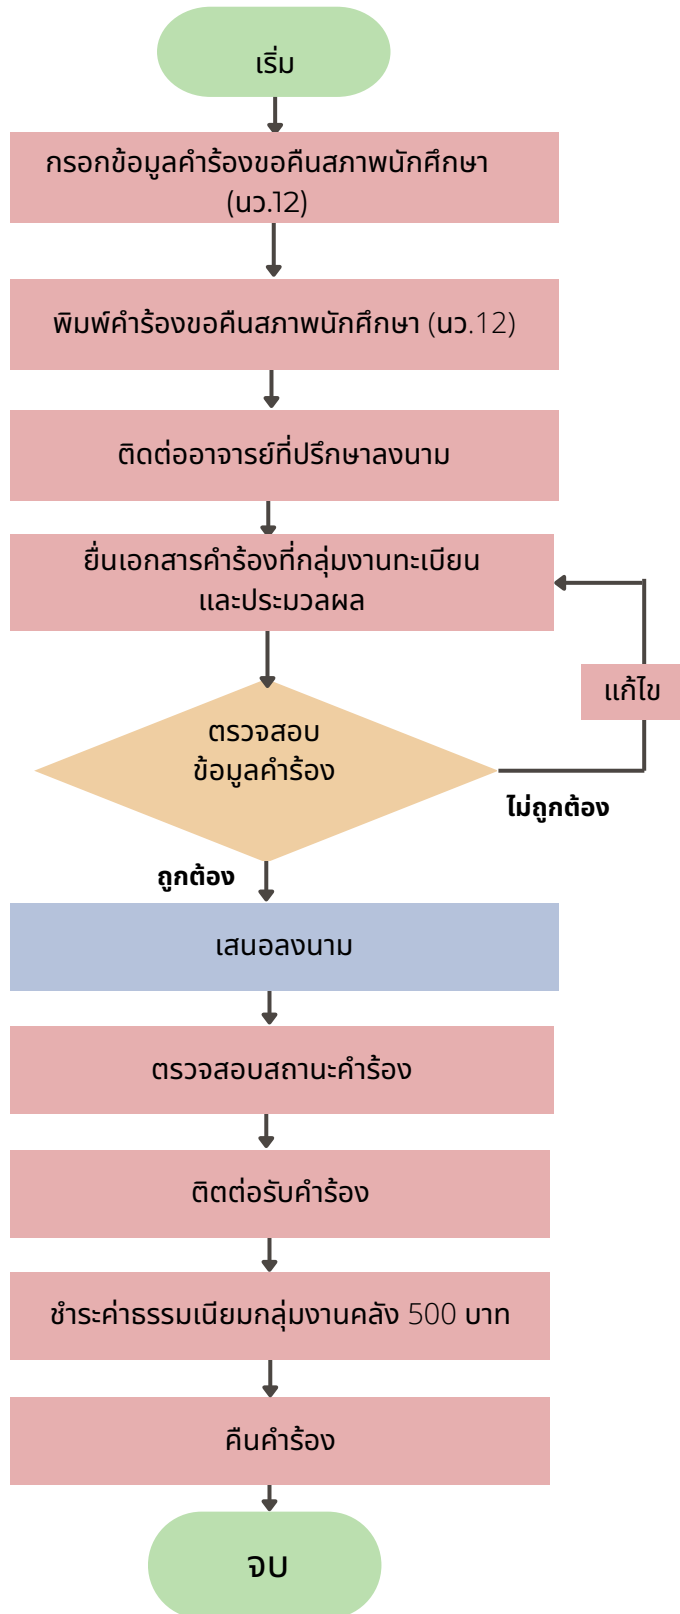 เริ่ม
กรอกข้อมูลคำร้องขอคืนสภาพนักศึกษา
(นว.12)
พิมพ์คำร้องขอคืนสภาพนักศึกษา (นว.12)
ติดต่ออาจารย์ที่ปรึกษาลงนาม
ยื่นเอกสารคำร้องที่กลุ่มงานทะเบียน
และประมวลผล
แก้ไข
ตรวจสอบ
ข้อมูลคำร้อง
ไม่ถูกต้อง
ถูกต้อง
เสนอลงนาม
ตรวจสอบสถานะคำร้อง
ติตต่อรับคำร้อง
ชำระค่าธรรมเนียมกลุ่มงานคลัง 500 บาท
คืนคำร้อง
จบ